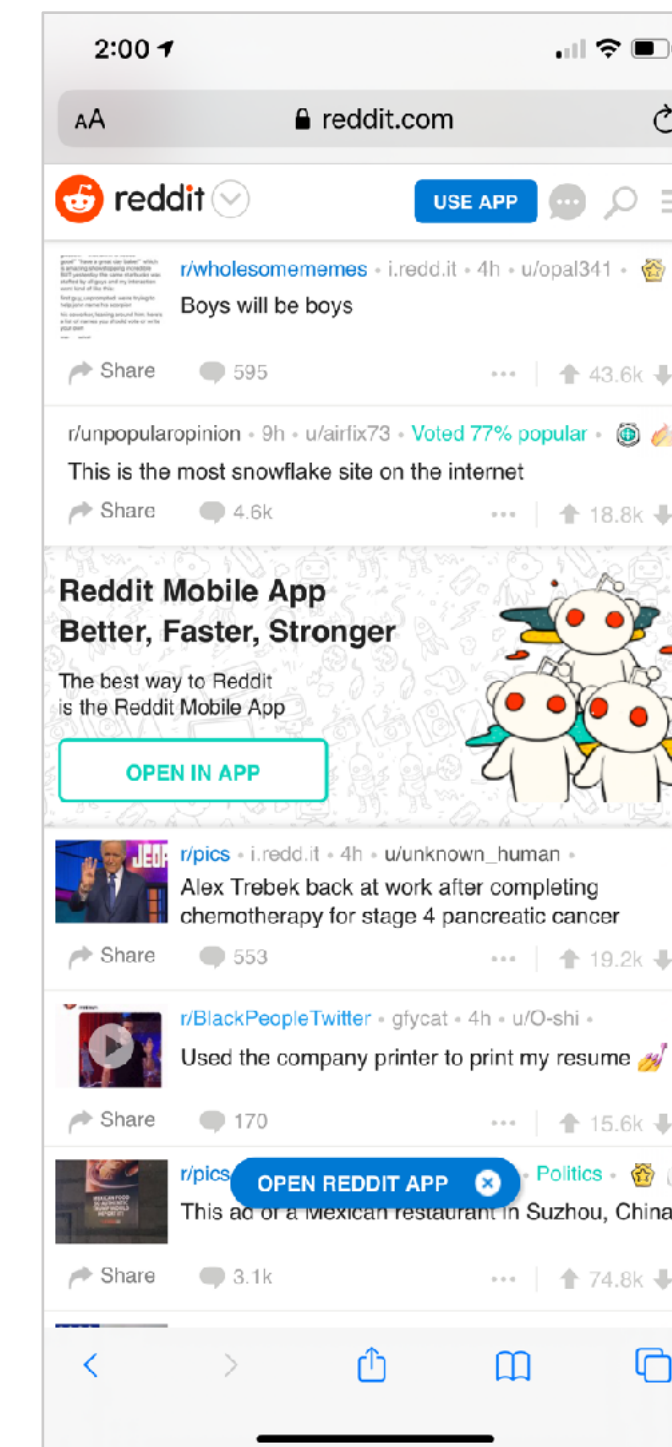 2:00
AA reddit.com
reddit USE APP
r/wholesomememes • i.redd.it • 4h • u/opal341 •
Boys will be boys
Share 595 ... 43.6k
r/unpopularopinion • 9h • u/airfix73 • Voted 77% popular •
This is the most snowflake site on the internet
Share 4.6k ... 18.8k
Reddit Mobile App
Better, Faster, Stronger
The best way to Reddit
is the Reddit Mobile App
OPEN IN APP
JEOP
r/pics • i.redd.it • 4h • u/unknown_human •
Alex Trebek back at work after completing
chemotherapy for stage 4 pancreatic cancer
Share 553 ... 19.2k
r/BlackPeopleTwitter • gfycat • 4h • u/O-shi •
Used the company printer to print my resume 💅
Share 170 ... 15.6k
r/pics • Politics •
OPEN REDDIT APP
This ad of a Mexican restaurant in Suzhou, China
Share 3.1k ... 74.8k